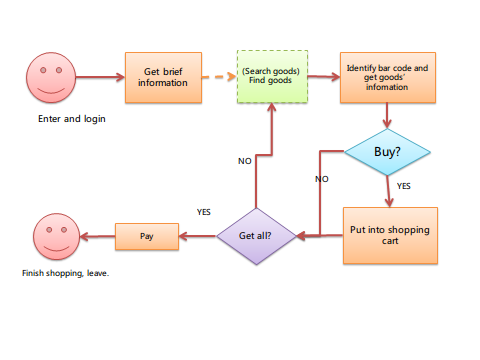 Get brief
information
(Search goods)
Find goods
Identify bar code and
get goods'
infomation
Enter and login
Buy?
NO
NO
YES
YES
Put into shopping
cart
Get all?
Pay
Finish shopping, leave.